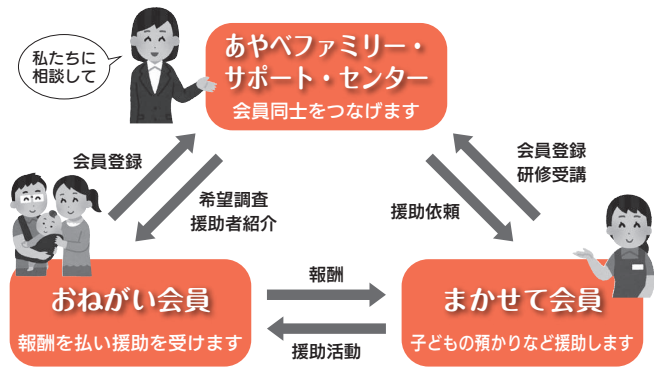 私たちに
相談して
あやべファミリー・
サポート・センター
会員同士をつなげます
会員登録
希望調査
援助者紹介
援助依頼
会員登録
研修受講
おねがい会員
報酬を払い援助を受けます
報酬
援助活動
まかせて会員
子どもの預かりなど援助します